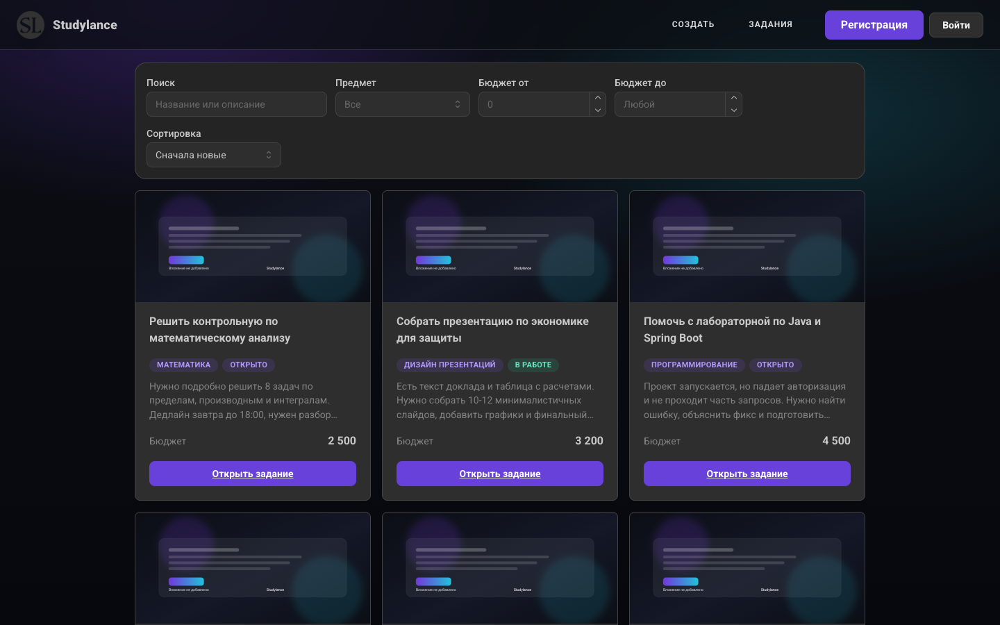 SL
Studylance
СОЗДАТЬ
ЗАДАНИЯ
Регистрация
Войти
Поиск
Предмет
Бюджет от
Бюджет до
Название или описание
Все
0
Любой
Сортировка
Сначала новые
Вложение не добавлено
Studylance
Решить контрольную по
математическому анализу
МАТЕМАТИКА
ОТКРЫТО
Нужно подробно решить 8 задач по
пределам, производным и интегралам.
Дедлайн завтра до 18:00, нужен разбор...
Бюджет
2 500
Открыть задание
Вложение не добавлено
Studylance
Собрать презентацию по экономике
для защиты
ДИЗАЙН ПРЕЗЕНТАЦИЙ
В РАБОТЕ
Есть текст доклада и таблица с расчетами.
Нужно собрать 10-12 минималистичных
слайдов, добавить графики и финальный...
Бюджет
3 200
Открыть задание
Вложение не добавлено
Studylance
Помочь с лабораторной по Java и
Spring Boot
ПРОГРАММИРОВАНИЕ
ОТКРЫТО
Проект запускается, но падает авторизация
и не проходит часть запросов. Нужно найти
ошибку, объяснить фикс и подготовить...
Бюджет
4 500
Открыть задание
Вложение не добавлено
Studylance
Вложение не добавлено
Studylance
Вложение не добавлено
Studylance